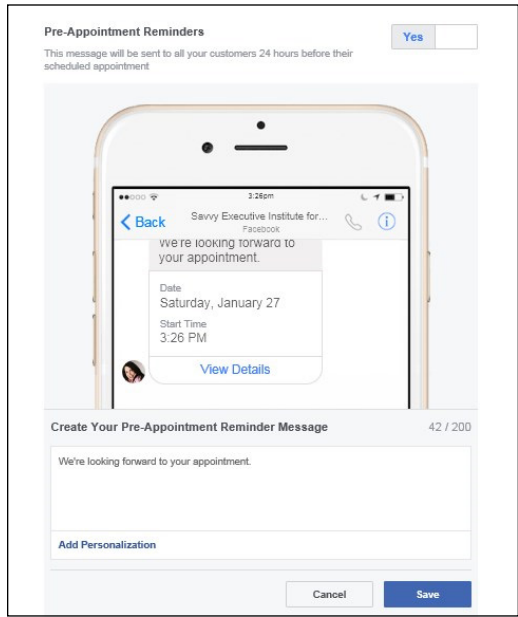 Pre-Appointment Reminders
Yes
This message will be sent to all your customers 24 hours before their
scheduled appointment
3:26pm
Back
Savvy Executive Institute for...
Facebook
We're looking forward to
your appointment.
Date
Saturday, January 27
Start Time
3:26 PM
View Details
Create Your Pre-Appointment Reminder Message
42 / 200
We're looking forward to your appointment.
Add Personalization
Cancel
Save